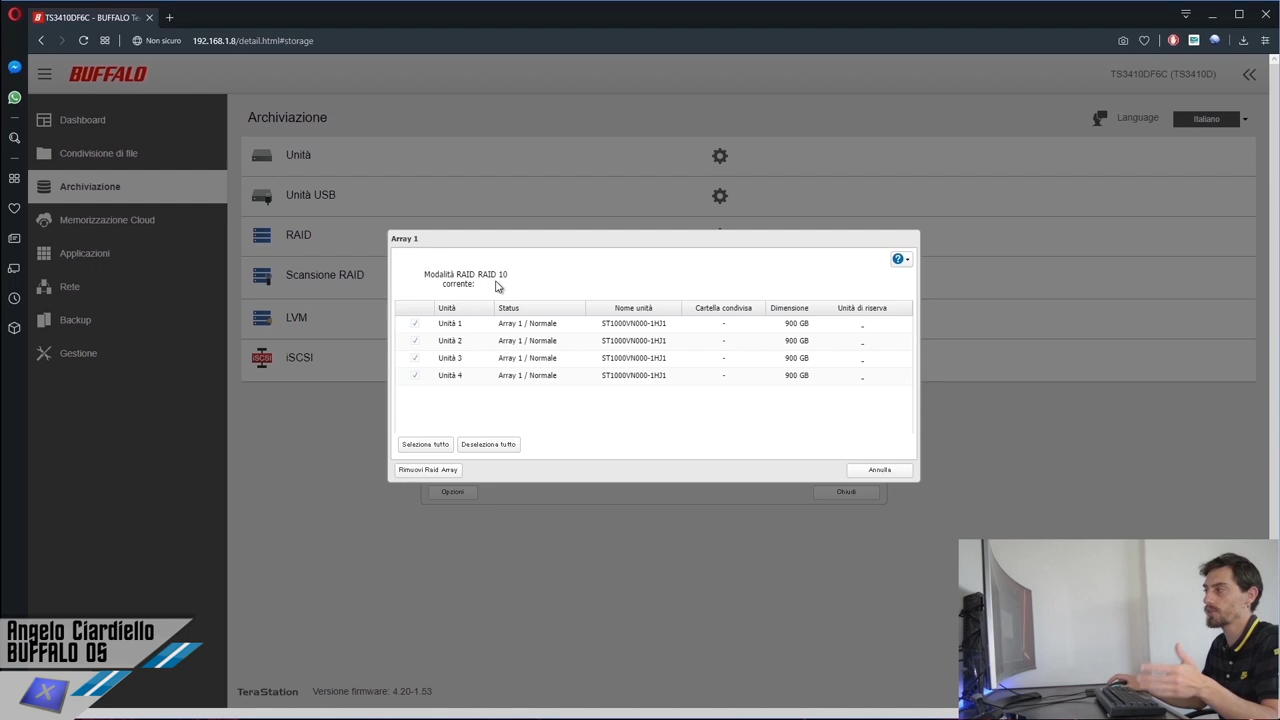 TS3410DF6C - BUFFALO Te
Non sicuro
192.168.1.8/detail.html#storage
BUFFALO
TS3410DF6C (TS3410D)
Dashboard
Condivisione di file
Archiviazione
Memorizzazione Cloud
Applicazioni
Rete
Backup
Gestione
Archiviazione
Language
Italiano
Unità
Unità USB
RAID
Scansione RAID
LVM
iSCSI
iSCSI
Array 1
?
Modalità RAID RAID 10
corrente:
Unità Status Nome unità Cartella condivisa Dimensione Unità di riserva
Unità 1 Array 1 / Normale ST1000VN000-1HJ1 - 900 GB -
Unità 2 Array 1 / Normale ST1000VN000-1HJ1 - 900 GB -
Unità 3 Array 1 / Normale ST1000VN000-1HJ1 - 900 GB -
Unità 4 Array 1 / Normale ST1000VN000-1HJ1 - 900 GB -
Seleziona tutto
Deseleziona tutto
Rimuovi Raid Array
Annulla
Opzioni
Chiudi
Angelo Ciardiello
BUFFALO OS
TeraStation
Versione firmware: 4.20-1.53